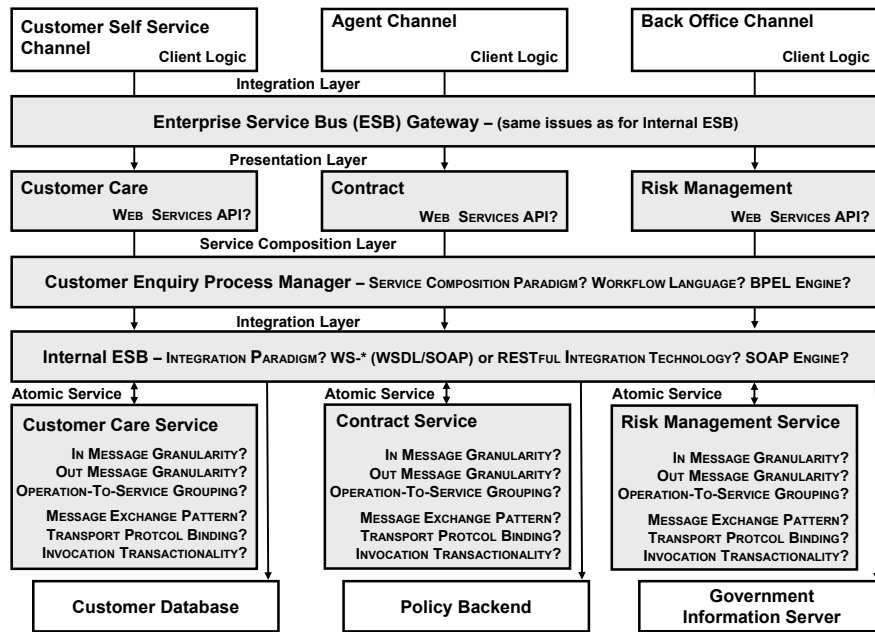 Customer Self Service
Channel
Client Logic
Agent Channel
Client Logic
Back Office Channel
Client Logic
Integration Layer
Enterprise Service Bus (ESB) Gateway – (same issues as for Internal ESB)
Presentation Layer
Customer Care
WEB SERVICES API?
Contract
WEB SERVICES API?
Risk Management
WEB SERVICES API?
Service Composition Layer
Customer Enquiry Process Manager – SERVICE COMPOSITION PARADIGM? WORKFLOW LANGUAGE? BPEL ENGINE?
Integration Layer
Internal ESB – INTEGRATION PARADIGM? WS-* (WSDL/SOAP) or RESTFUL INTEGRATION TECHNOLOGY? SOAP ENGINE?
Atomic Service
Customer Care Service
IN MESSAGE GRANULARITY?
OUT MESSAGE GRANULARITY?
OPERATION-TO-SERVICE GROUPING?
MESSAGE EXCHANGE PATTERN?
TRANSPORT PROTCOL BINDING?
INVOCATION TRANSACTIONALITY?
Atomic Service
Contract Service
IN MESSAGE GRANULARITY?
OUT MESSAGE GRANULARITY?
OPERATION-TO-SERVICE GROUPING?
MESSAGE EXCHANGE PATTERN?
TRANSPORT PROTCOL BINDING?
INVOCATION TRANSACTIONALITY?
Atomic Service
Risk Management Service
IN MESSAGE GRANULARITY?
OUT MESSAGE GRANULARITY?
OPERATION-TO-SERVICE GROUPING?
MESSAGE EXCHANGE PATTERN?
TRANSPORT PROTCOL BINDING?
INVOCATION TRANSACTIONALITY?
Customer Database
Policy Backend
Government
Information Server